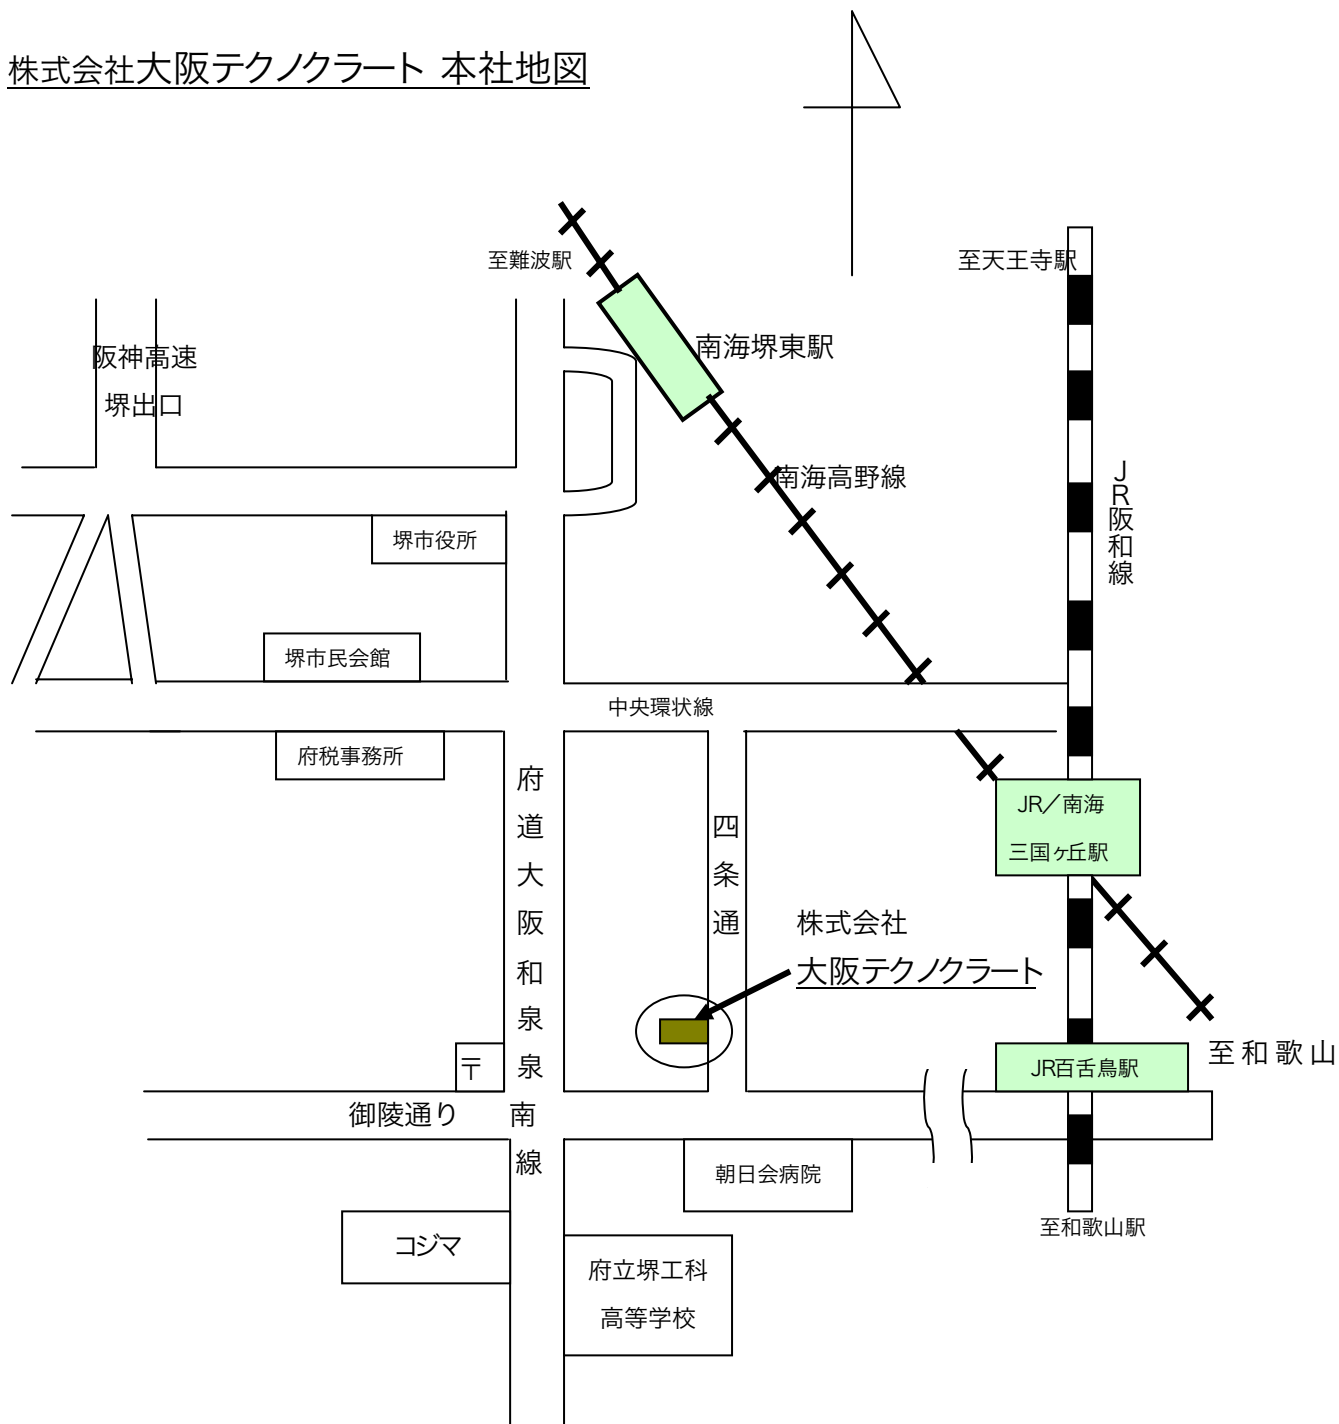 株式会社大阪テクノクラート 本社地図
至難波駅
至天王寺駅
南海堺東駅
阪神高速
堺出口
南海高野線
JR阪和線
堺市役所
堺市民会館
中央環状線
府税事務所
府道大阪和泉泉南線
四条通
JR／南海
三国ヶ丘駅
株式会社
大阪テクノクラート
〒
JR百舌鳥駅
至和歌山
御陵通り
朝日会病院
至和歌山駅
コジマ
府立堺工科
高等学校